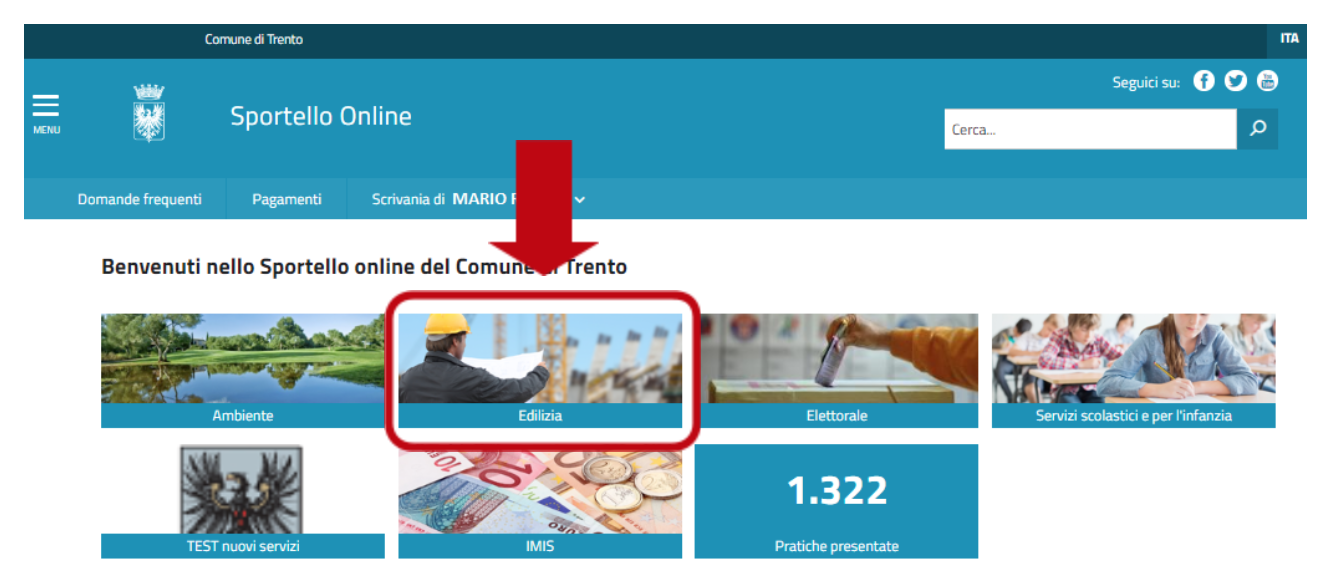 Comune di Trento
ITA
Seguici su:
MENU
Sportello Online
Cerca...
Domande frequenti
Pagamenti
Scrivania di MARIO
Benvenuti nello Sportello online del Comune di Trento
Ambiente
Edilizia
Elettorale
Servizi scolastici e per l'infanzia
1.322
TEST nuovi servizi
IMIS
Pratiche presentate